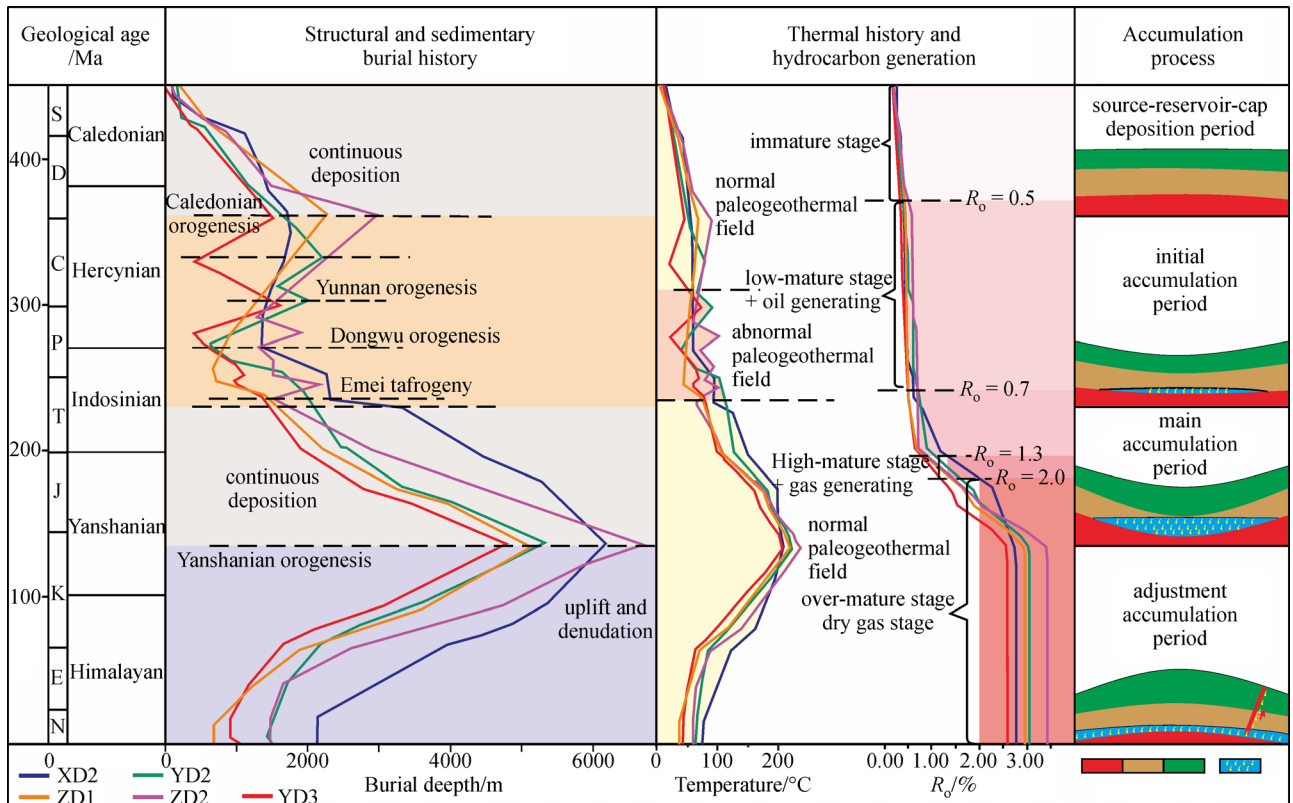 Geological age
/Ma
Structural and sedimentary
burial history
Thermal history and
hydrocarbon generation
Accumulation
process
S
D
C
P
T
J
K
E
N
400
300
200
100
Caledonian
Hercynian
Indosinian
Yanshanian
Himalayan
continuous
deposition
Caledonian
orogenesis
Yunnan orogenesis
Dongwu orogenesis
Emei tafrogeny
continuous
deposition
Yanshanian orogenesis
uplift and
denudation
immature stage
normal
paleogeothermal
field
Ro = 0.5
low-mature stage
+ oil generating
abnormal
paleogeothermal
field
Ro = 0.7
Ro = 1.3
High-mature stage
+ gas generating
Ro = 2.0
normal
paleogeothermal
field
over-mature stage
dry gas stage
source-reservoir-cap
deposition period
initial
accumulation
period
main
accumulation
period
adjustment
accumulation
period
0 2000 4000 6000
Burial deopth/m
0 100 200
Temperature/°C
0.00 1.00 2.00 3.00
Ro/%
XD2 YD2
ZD1 ZD2 YD3